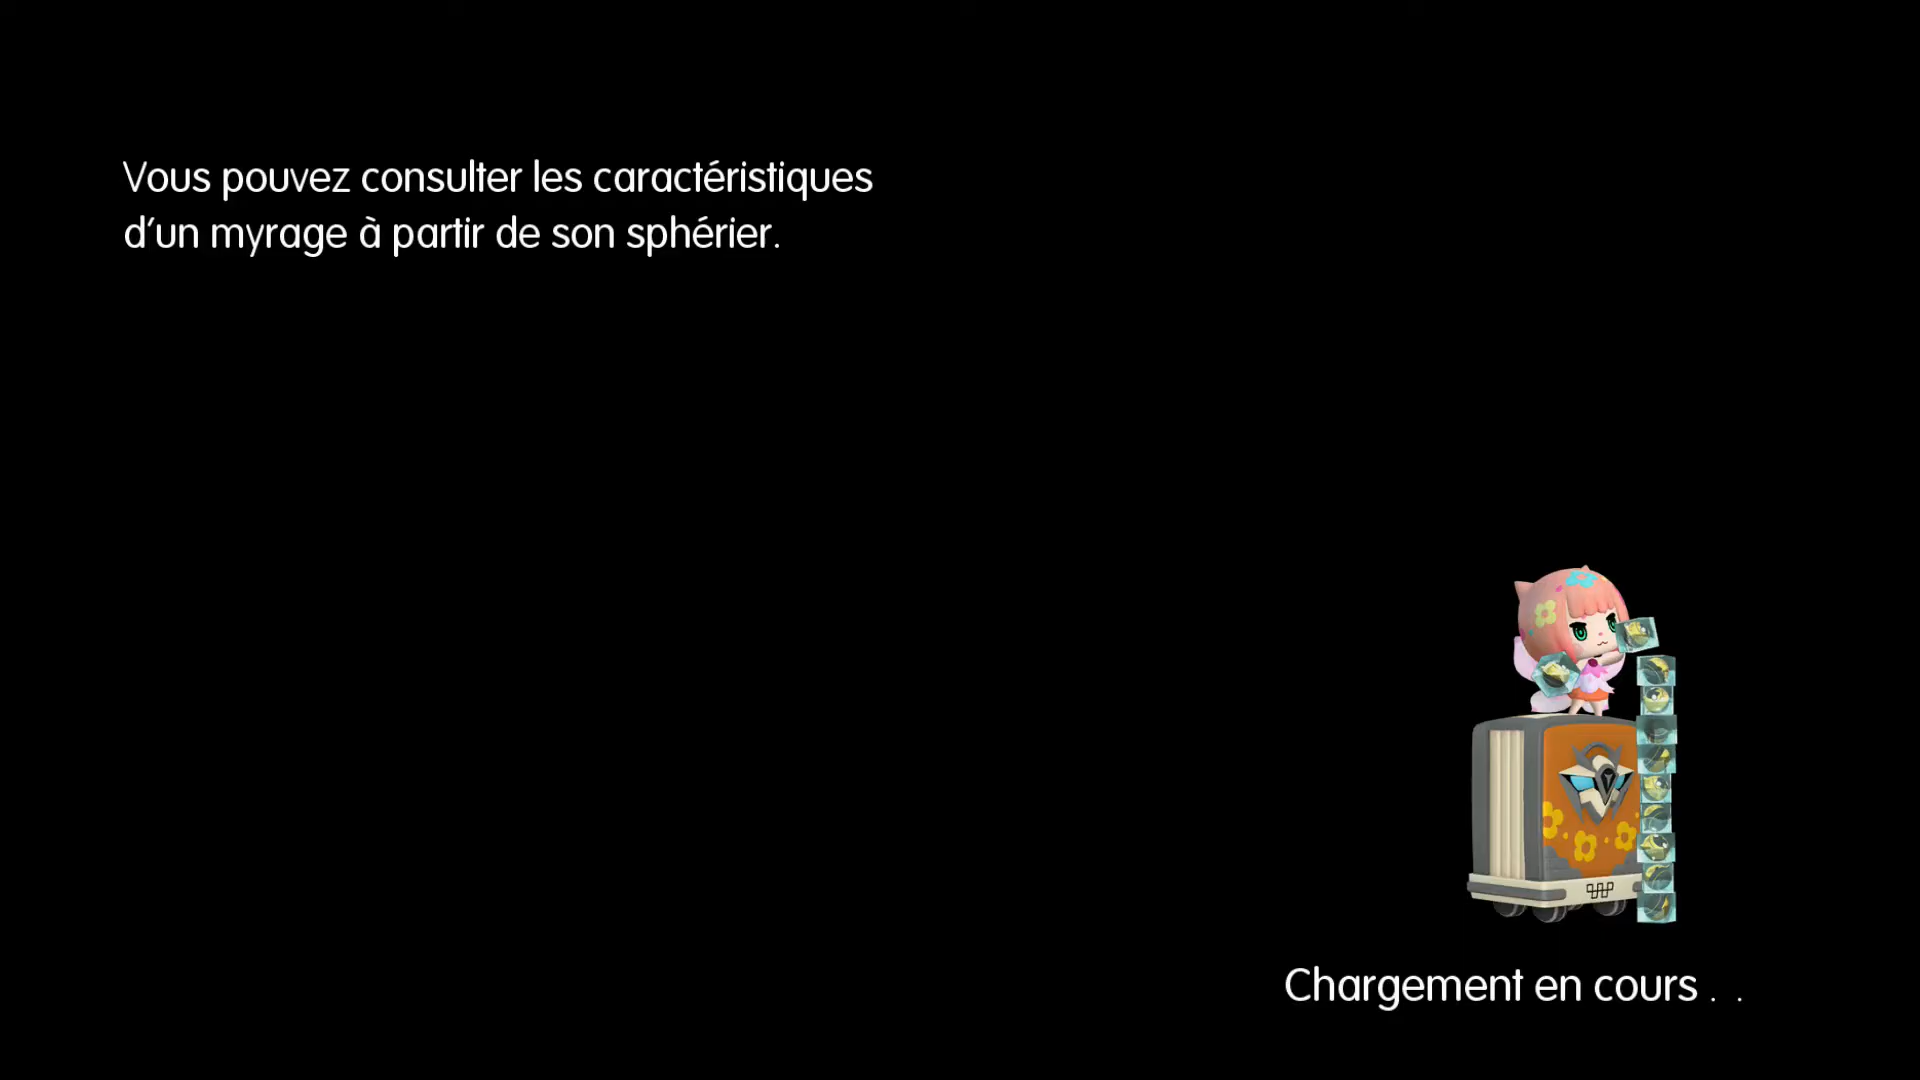 Vous pouvez consulter les caractéristiques
d’un myrage à partir de son sphérier.
Chargement en cours . .